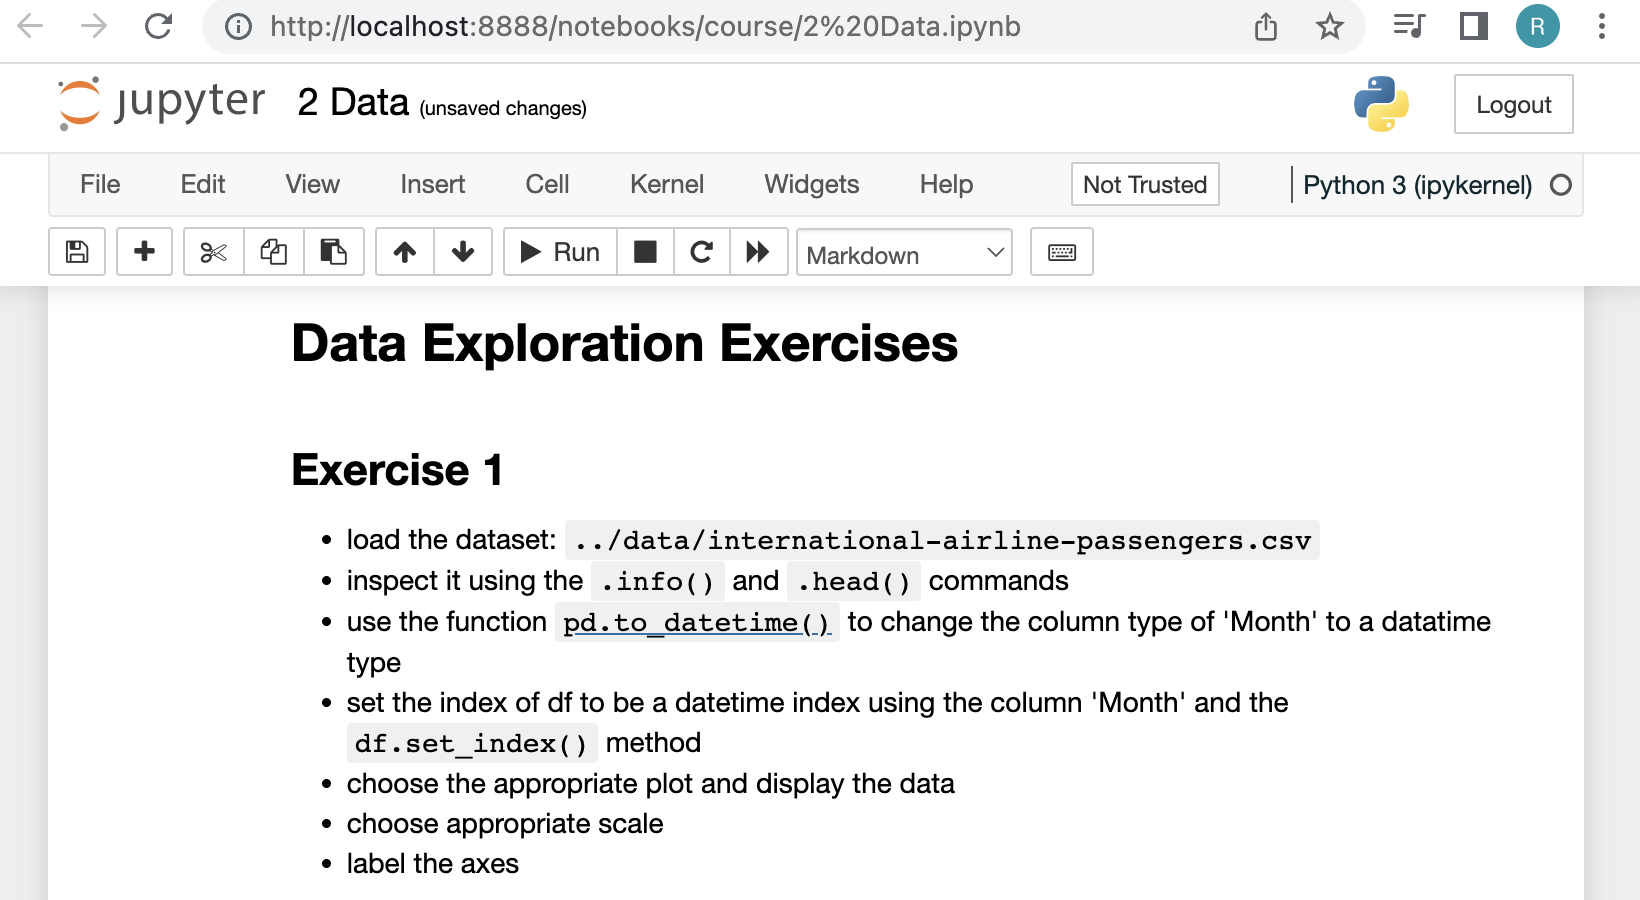 http://localhost:8888/notebooks/course/2%20Data.ipynb
R
jupyter 2 Data (unsaved changes)
Logout
File Edit View Insert Cell Kernel Widgets Help Not Trusted Python 3 (ipykernel)
Run Markdown
Data Exploration Exercises
Exercise 1
• load the dataset: ../data/international-airline-passengers.csv
• inspect it using the .info() and .head() commands
• use the function pd.to_datetime() to change the column type of 'Month' to a datatime
type
• set the index of df to be a datetime index using the column 'Month' and the
df.set_index() method
• choose the appropriate plot and display the data
• choose appropriate scale
• label the axes